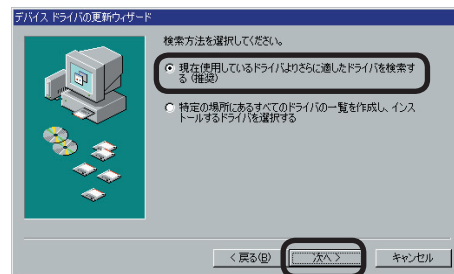 デバイス ドライバの更新ウィザード
検索方法を選択してください。
現在使用しているドライバよりさらに適したドライバを検索す
る (推奨)
特定の場所にあるすべてのドライバの一覧を作成し、インス
トールするドライバを選択する
< 戻る(B)
次へ >
キャンセル